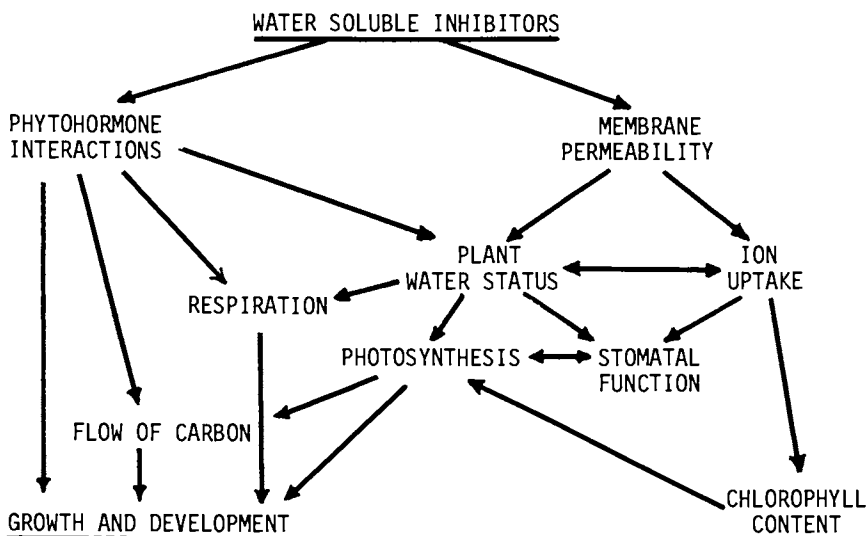 WATER SOLUBLE INHIBITORS
PHYTOHORMONE
INTERACTIONS
MEMBRANE
PERMEABILITY
PLANT
WATER STATUS
ION
UPTAKE
RESPIRATION
PHOTOSYNTHESIS
STOMATAL
FUNCTION
FLOW OF CARBON
CHLOROPHYLL
CONTENT
GROWTH AND DEVELOPMENT